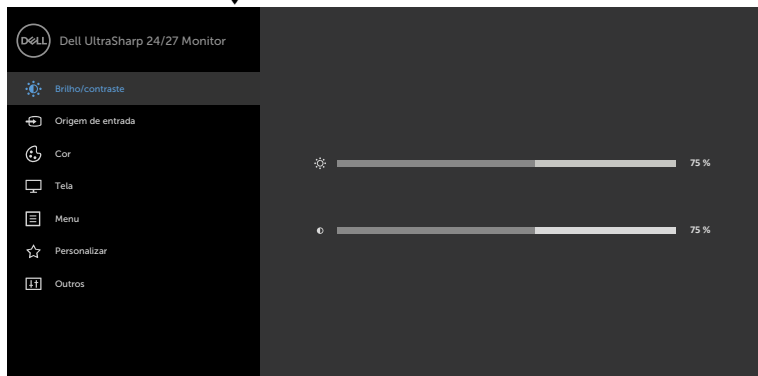 DELL Dell UltraSharp 24/27 Monitor
Brilho/contraste
Origem de entrada
Cor
75 %
Tela
Menu
75 %
Personalizar
Outros